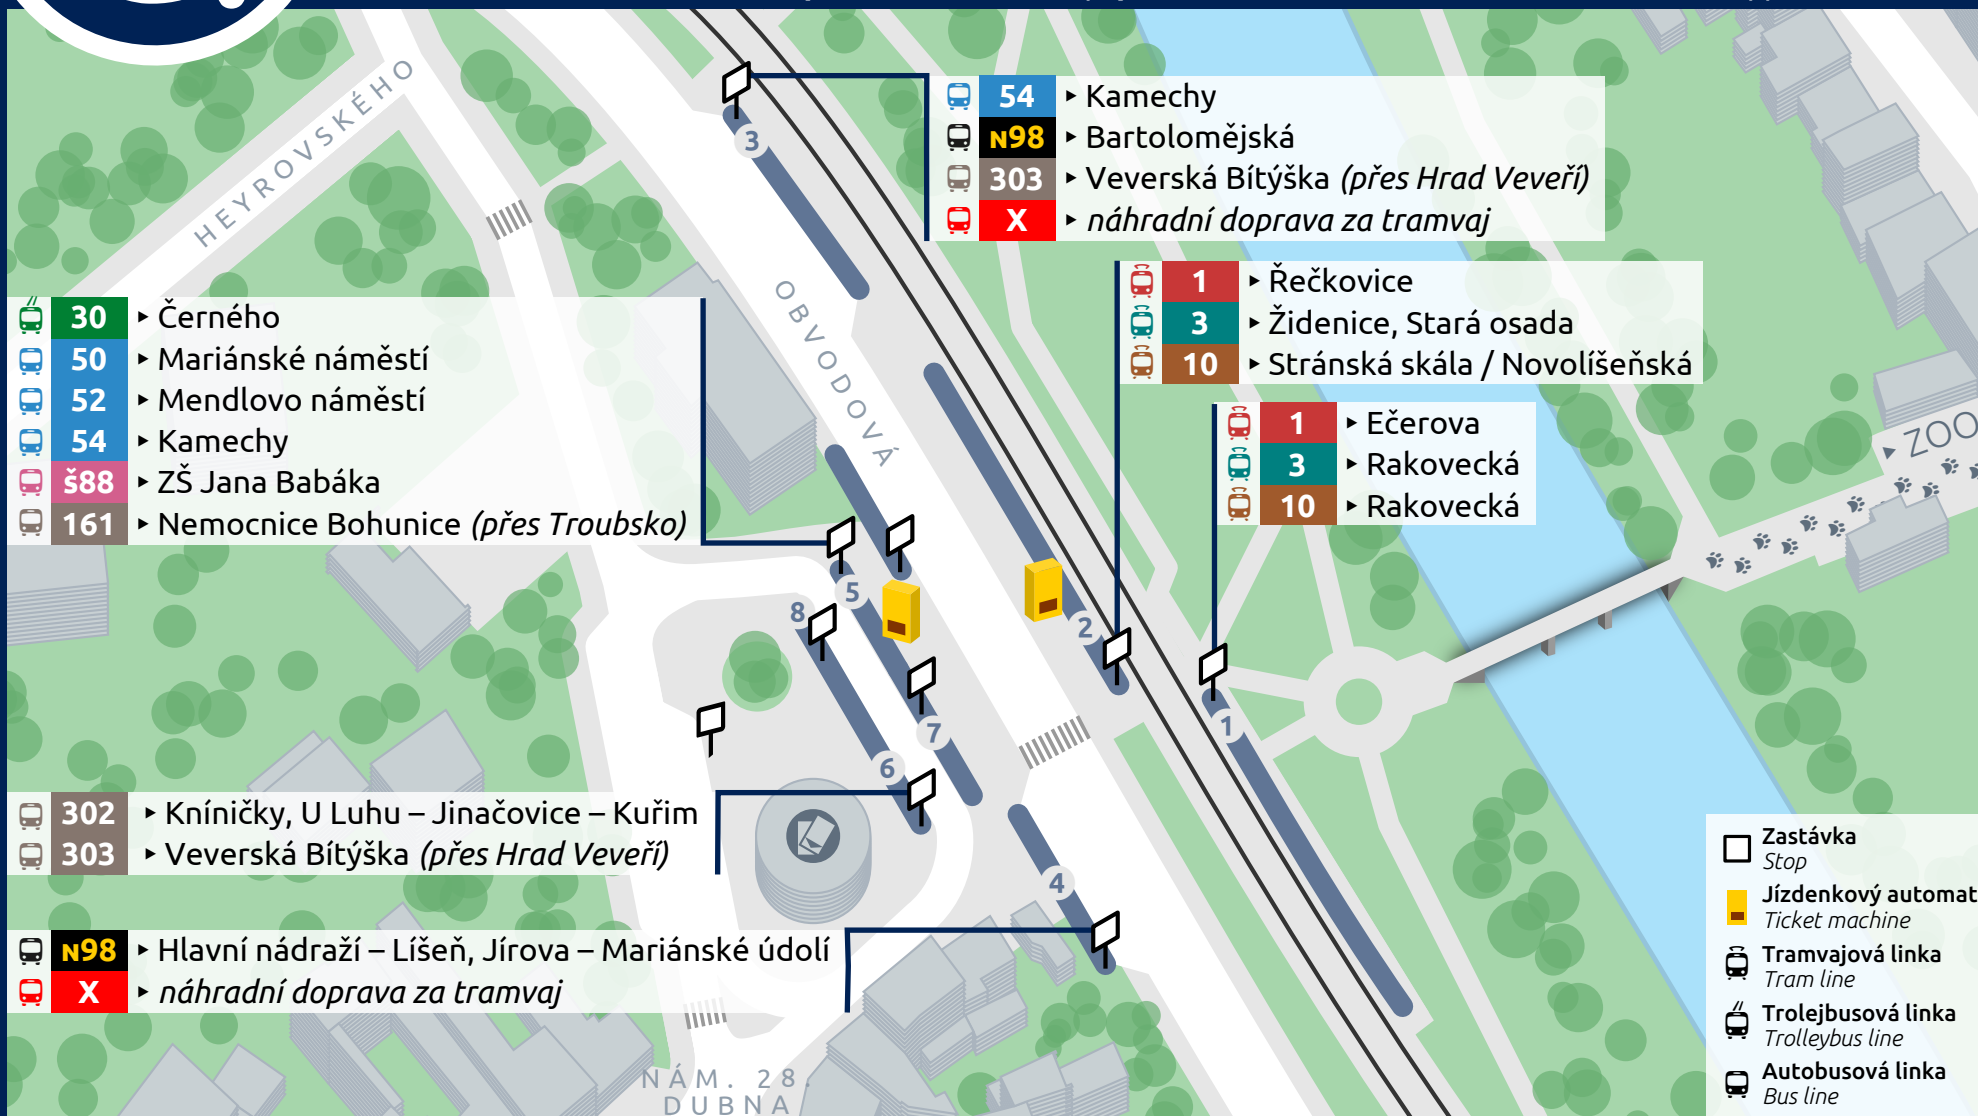 HEYROVSKÉHO
3
54 ▸ Kamechy
N98 ▸ Bartolomějská
303 ▸ Veverská Bítýška (přes Hrad Veveří)
X ▸ náhradní doprava za tramvaj
OBVODOVÁ
1 ▸ Řečkovice
3 ▸ Židenice, Stará osada
10 ▸ Stránská skála / Novolíšeňská
30 ▸ Černého
50 ▸ Mariánské náměstí
52 ▸ Mendlovo náměstí
54 ▸ Kamechy
š88 ▸ ZŠ Jana Babáka
161 ▸ Nemocnice Bohunice (přes Troubsko)
1 ▸ Ečerova
3 ▸ Rakovecká
10 ▸ Rakovecká
▸ ZOO
5
8
2
7
1
6
302 ▸ Kníničky, U Luhu – Jinačovice – Kuřim
303 ▸ Veverská Bítýška (přes Hrad Veveří)
4
N98 ▸ Hlavní nádraží – Líšeň, Jírova – Mariánské údolí
X ▸ náhradní doprava za tramvaj
NÁM. 28.
DUBNA
Zastávka
Stop
Jízdenkový automat
Ticket machine
Tramvajová linka
Tram line
Trolejbusová linka
Trolleybus line
Autobusová linka
Bus line